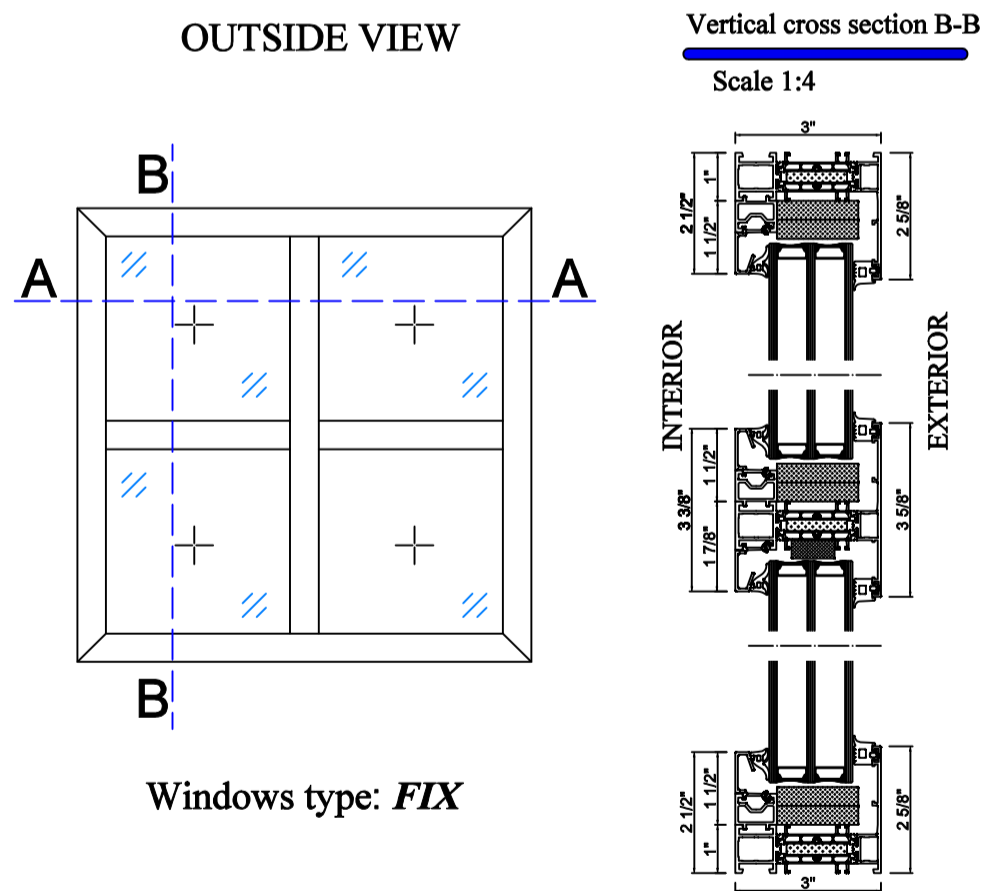 OUTSIDE VIEW
B
A
A
B
Windows type: FIX
Vertical cross section B-B
Scale 1:4
3"
2 1/2"
1"
1 1/2"
2 5/8"
INTERIOR
EXTERIOR
3 3/8"
1 1/2"
1 7/8"
3 5/8"
2 1/2"
1 1/2"
1"
2 5/8"
3"